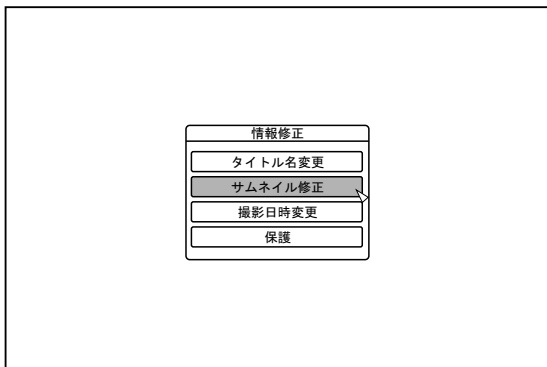 情報修正
タイトル名変更
サムネイル修正
撮影日時変更
保護